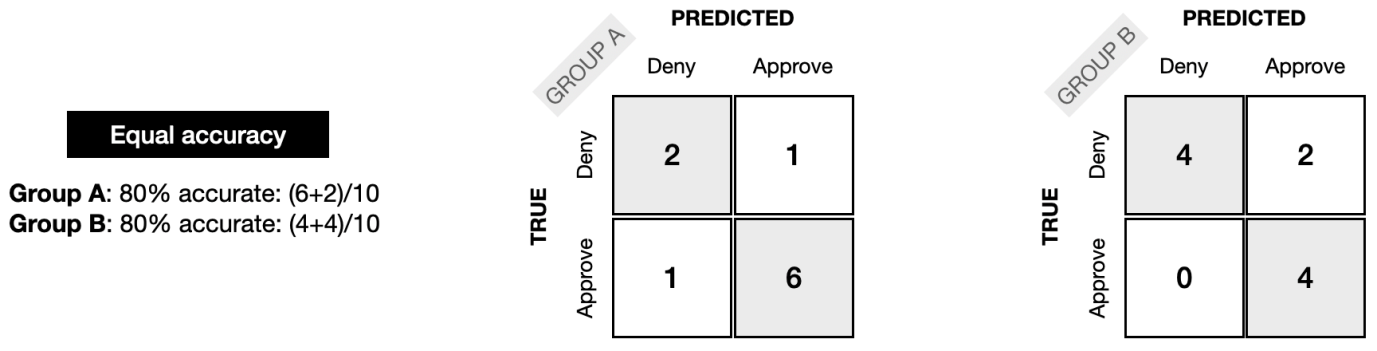 Equal accuracy
Group A: 80% accurate: (6+2)/10
Group B: 80% accurate: (4+4)/10
PREDICTED
GROUP A
Deny Approve
TRUE
Deny
2 1
Approve
1 6
PREDICTED
GROUP B
Deny Approve
TRUE
Deny
4 2
Approve
0 4